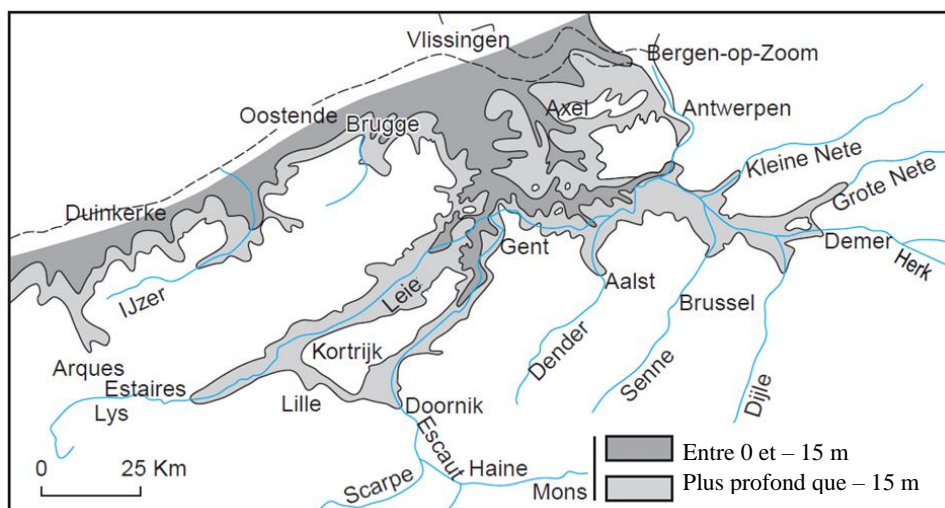 Vlissingen
Bergen-op-Zoom
Oostende
Axel
Antwerpen
Brugge
Kleine Nete
Duinkerke
Grote Nete
Gent
Demer
IJzer
Leie
Aalst
Herk
Brussel
Arques
Kortrijk
Dender
Estaires
Senne
Lys
Lille
Doornik
Dijle
Escaut
0 25 Km
Haine
Scarpe
Mons
Entre 0 et – 15 m
Plus profond que – 15 m